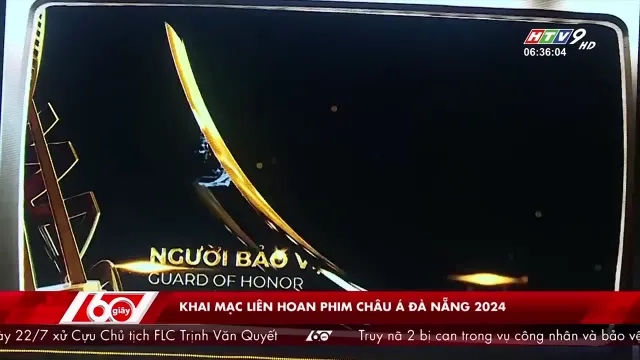 HTV9 HD
06:36:04
NGƯỜI BẢO V
GUARD OF HONOR
60 giây
KHAI MẠC LIÊN HOAN PHIM CHÂU Á ĐÀ NẴNG 2024
ày 22/7 xử Cựu Chủ tịch FLC Trịnh Văn Quyết 60 Truy nã 2 bị can trong vụ công nhân và bảo vệ